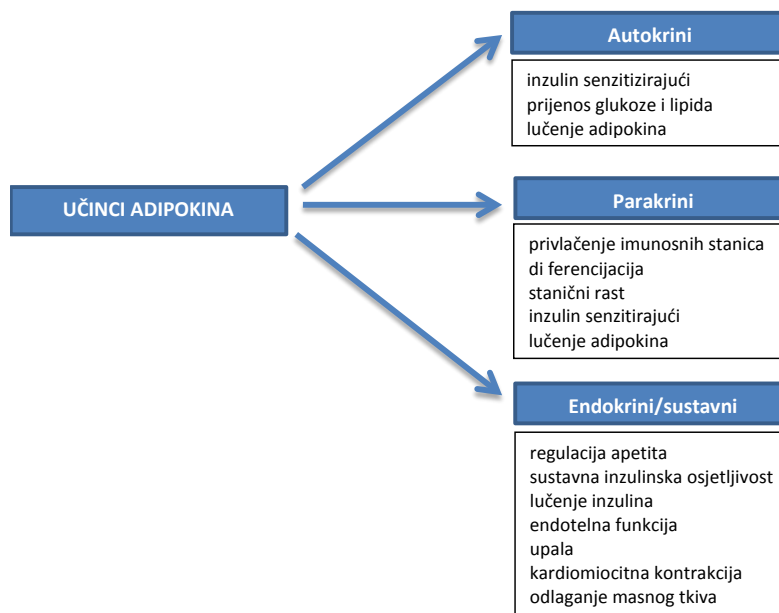 Autokrini
inzulin senzitizirajući
prijenos glukoze i lipida
lučenje adipokina
UČINCI ADIPOKINA
Parakrini
privlačenje imunosnih stanica
di ferencijacija
stanični rast
inzulin senzitirajući
lučenje adipokina
Endokrini/sustavni
regulacija apetita
sustavna inzulinska osjetljivost
lučenje inzulina
endotelna funkcija
upala
kardiomiocitna kontrakcija
odlaganje masnog tkiva